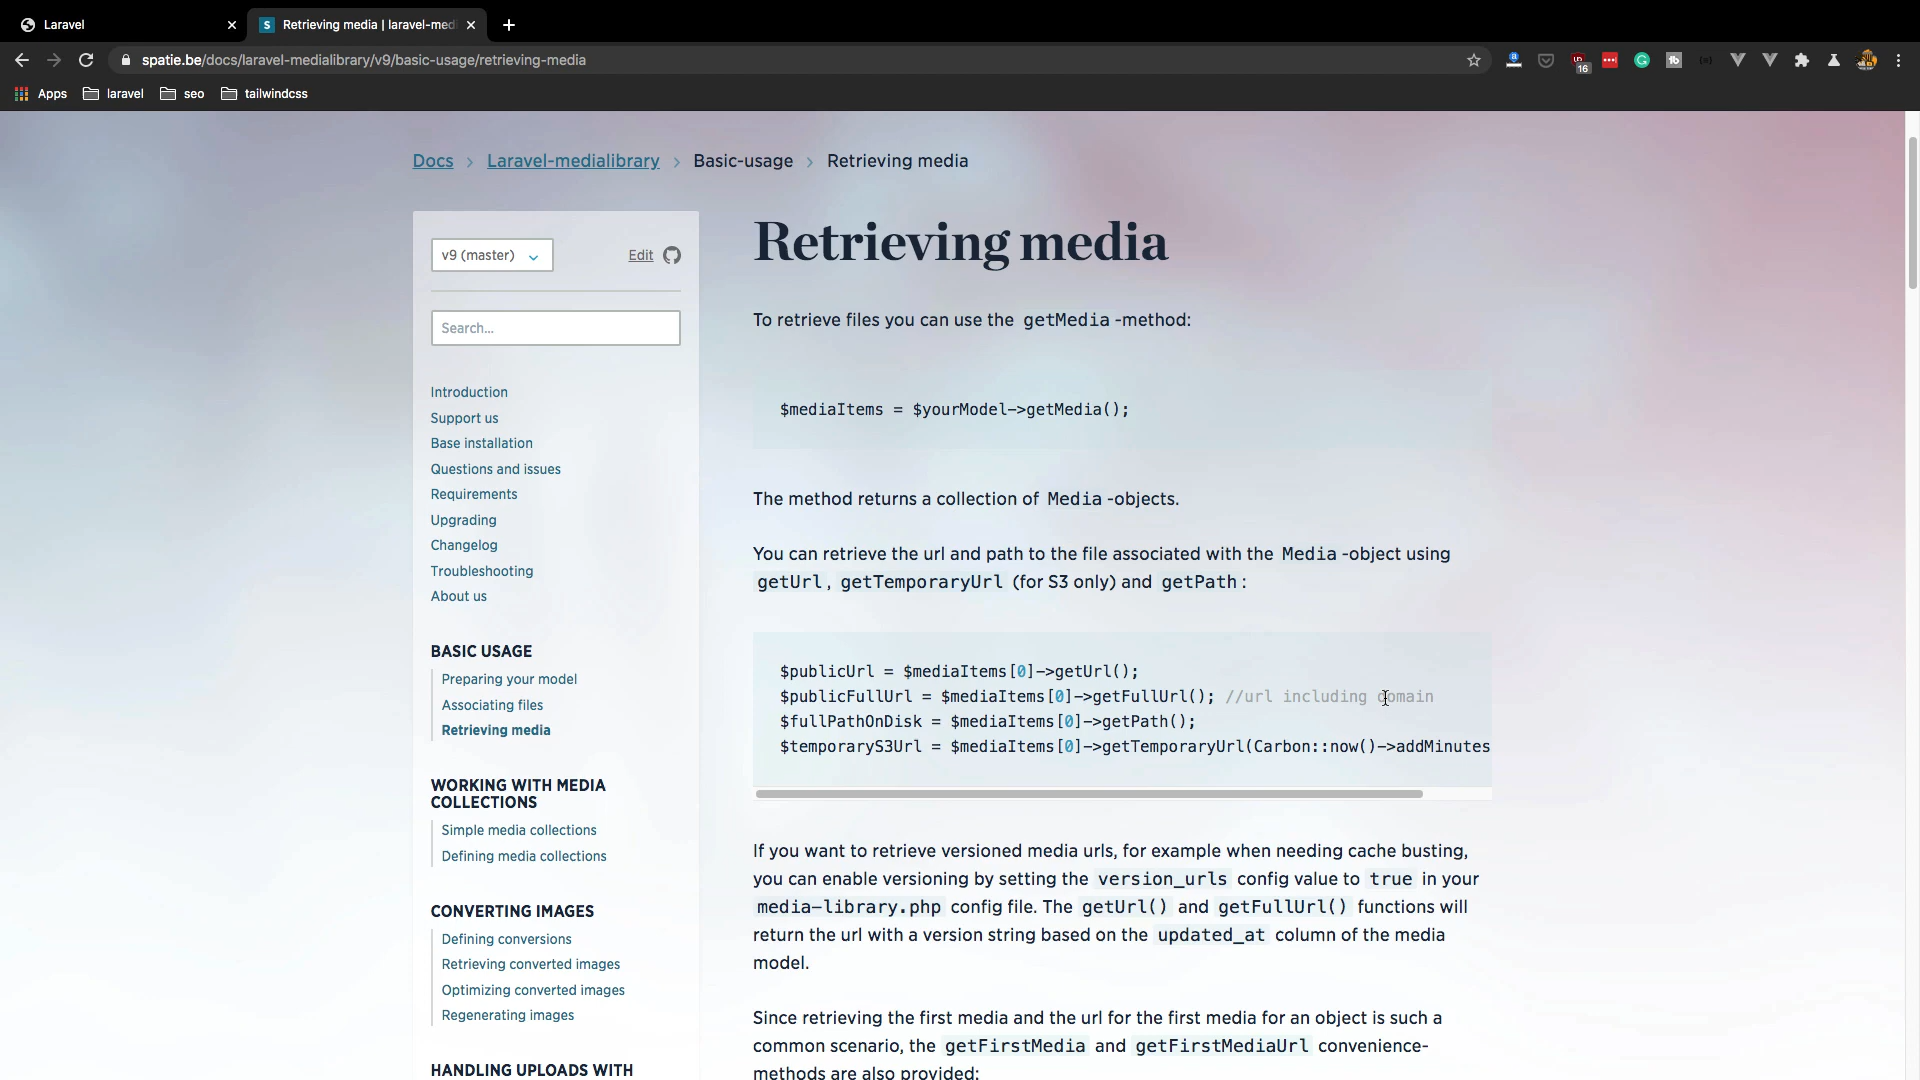 Laravel
Retrieving media | laravel-med
spatie.be/docs/laravel-medialibrary/v9/basic-usage/retrieving-media
16
Apps laravel seo tailwindcss
Docs > Laravel-medialibrary > Basic-usage > Retrieving media
v9 (master)
Edit
Search...
Introduction
Support us
Base installation
Questions and issues
Requirements
Upgrading
Changelog
Troubleshooting
About us
BASIC USAGE
Preparing your model
Associating files
Retrieving media
WORKING WITH MEDIA
COLLECTIONS
Simple media collections
Defining media collections
CONVERTING IMAGES
Defining conversions
Retrieving converted images
Optimizing converted images
Regenerating images
HANDLING UPLOADS WITH
Retrieving media
To retrieve files you can use the getMedia -method:
$mediaItems = $yourModel->getMedia();
The method returns a collection of Media -objects.
You can retrieve the url and path to the file associated with the Media -object using
getUrl, getTemporaryUrl (for S3 only) and getPath:
$publicUrl = $mediaItems[0]->getUrl();
$publicFullUrl = $mediaItems[0]->getFullUrl(); //url including domain
$fullPathOnDisk = $mediaItems[0]->getPath();
$temporaryS3Url = $mediaItems[0]->getTemporaryUrl(Carbon::now()->addMinutes
If you want to retrieve versioned media urls, for example when needing cache busting,
you can enable versioning by setting the version_urls config value to true in your
media-library.php config file. The getUrl() and getFullUrl() functions will
return the url with a version string based on the updated_at column of the media
model.
Since retrieving the first media and the url for the first media for an object is such a
common scenario, the getFirstMedia and getFirstMediaUrl convenience-
methods are also provided: